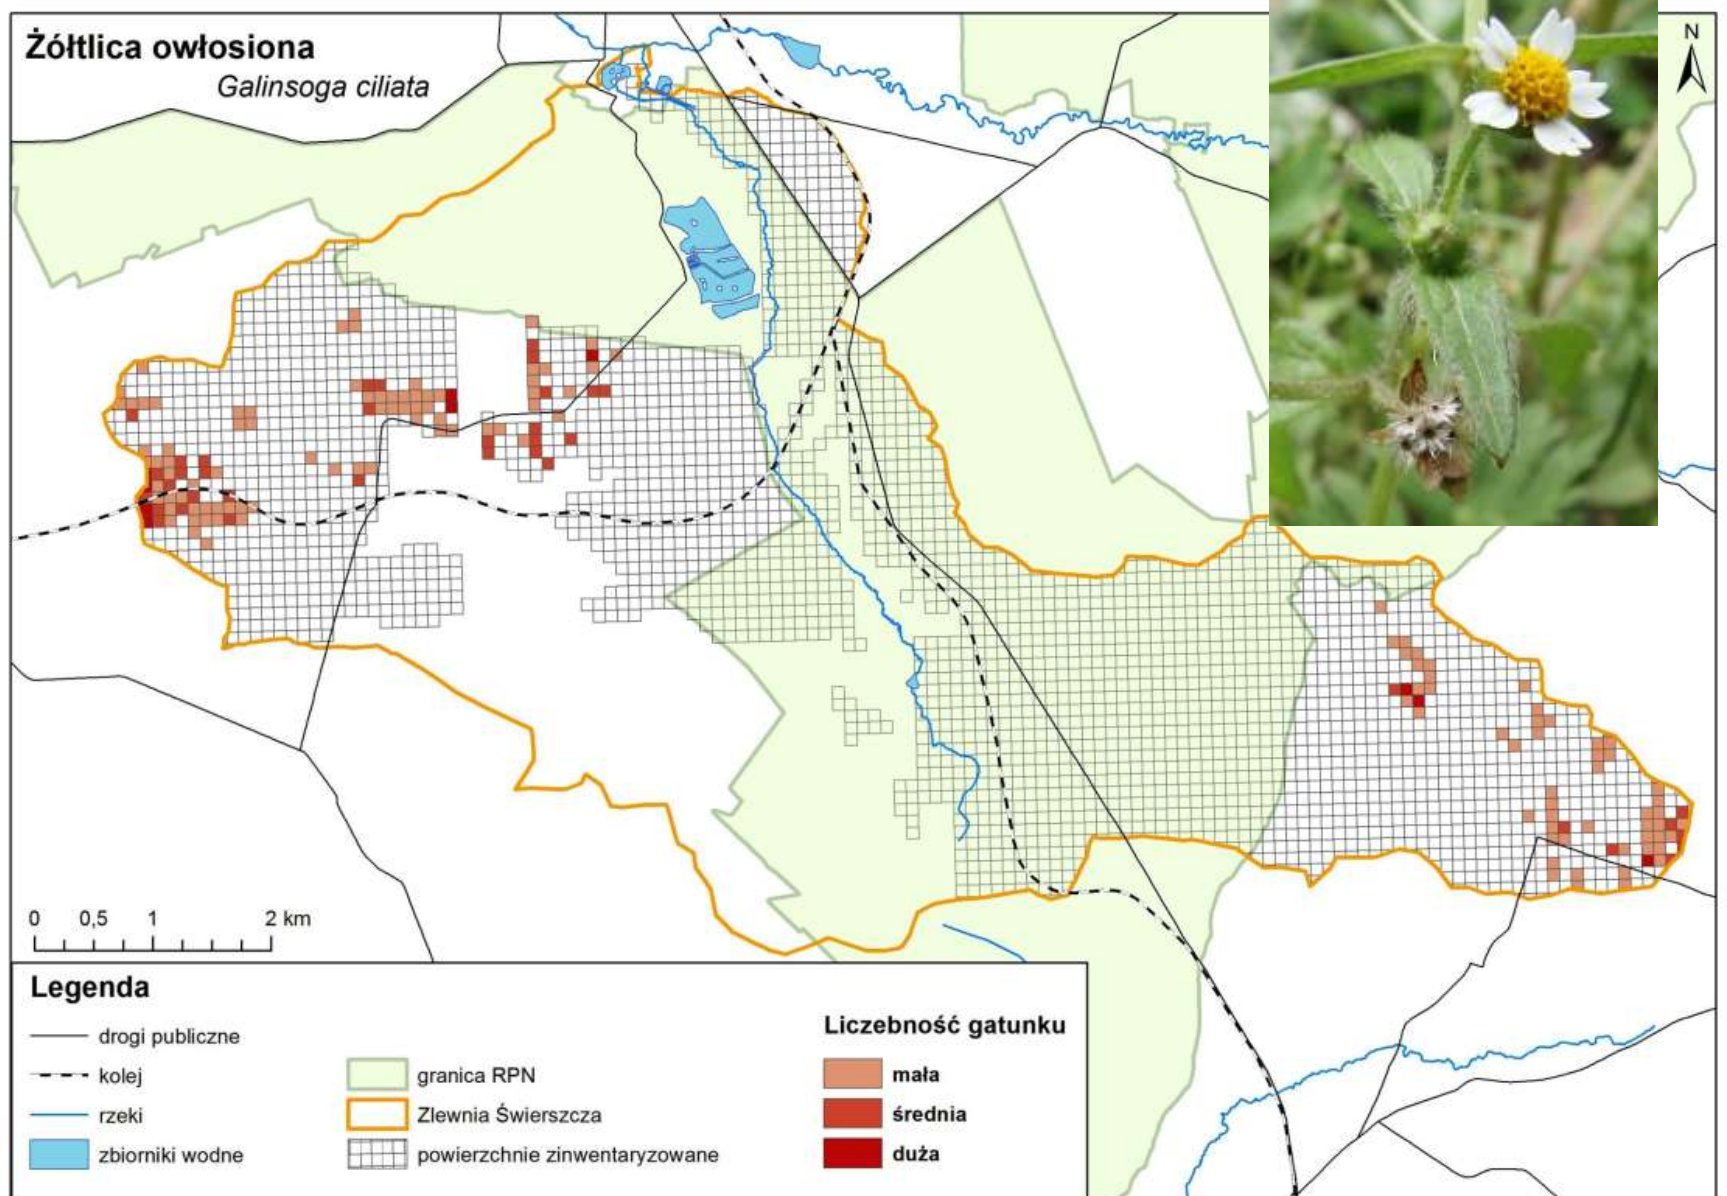 Żółtlica owłosiona
Galinsoga ciliata
N
0 0,5 1 2 km
Legenda
drogi publiczne
kolej
rzeki
zbiorniki wodne
granica RPN
Zlewnia Świerszcza
powierzchnie zinwentaryzowane
Liczebność gatunku
mała
średnia
duża